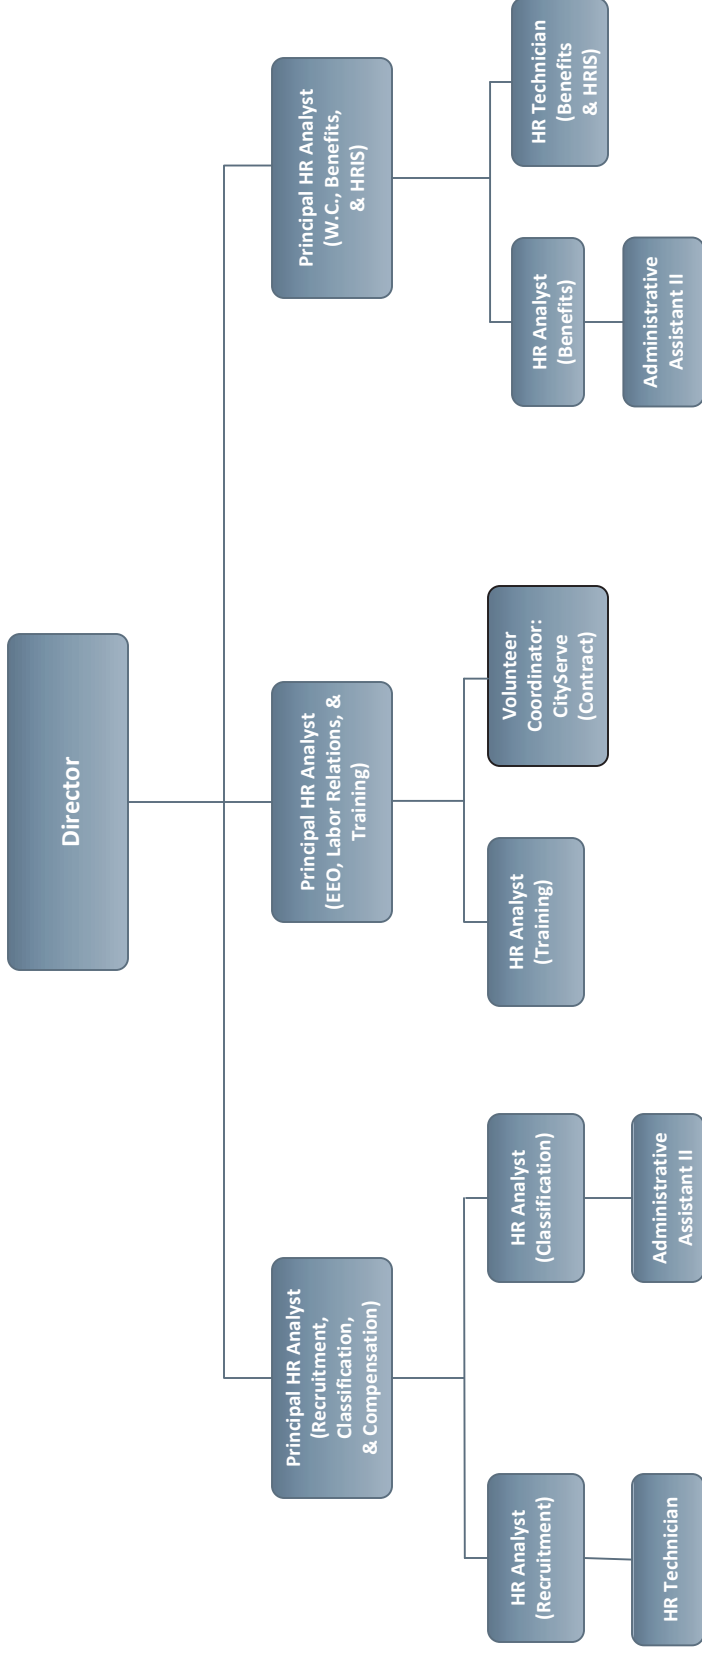 Director
Principal HR Analyst
(Recruitment,
Classification,
& Compensation)
Principal HR Analyst
(EEO, Labor Relations, &
Training)
Principal HR Analyst
(W.C., Benefits,
& HRIS)
HR Analyst
(Recruitment)
HR Analyst
(Classification)
HR Analyst
(Training)
Volunteer
Coordinator:
CityServe
(Contract)
HR Analyst
(Benefits)
HR Technician
(Benefits
& HRIS)
HR Technician
Administrative
Assistant II
Administrative
Assistant II